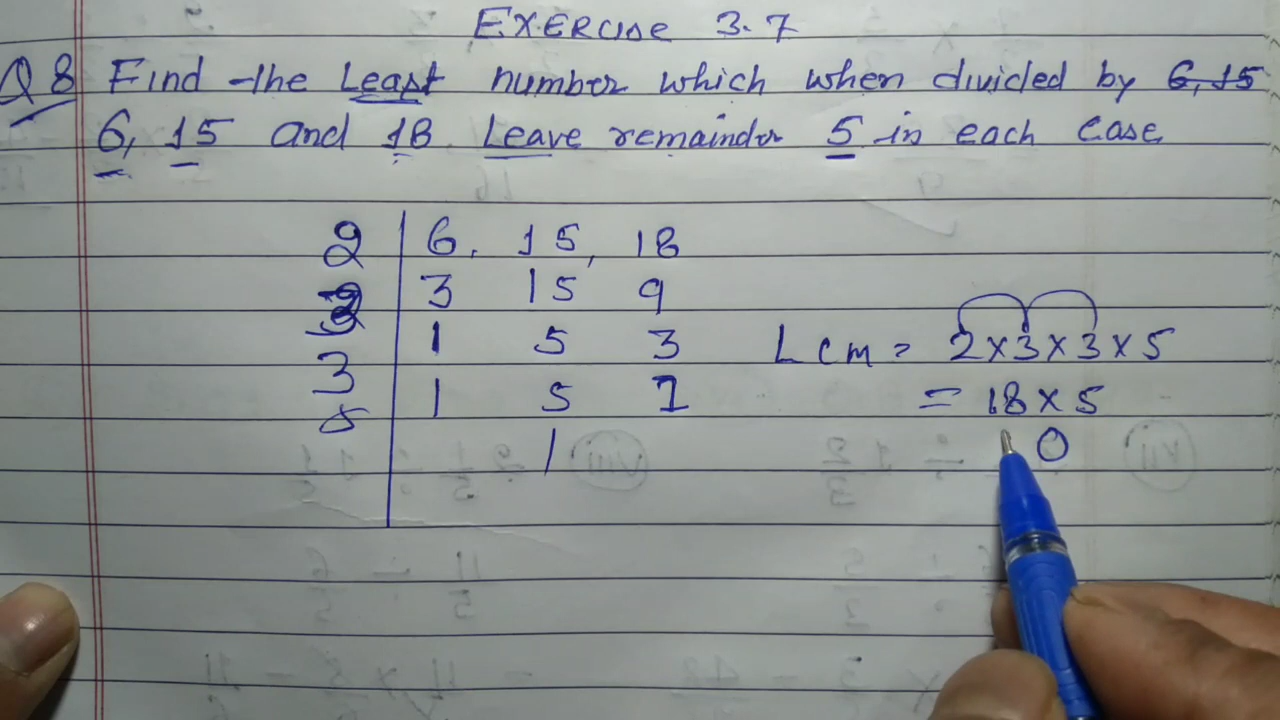 EXERCISE 3.7
Q8 Find the Least number which when divided by 6, 15
6, 15 and 18 Leave remainder 5 in each case
2 6, 15, 18
3 15 9
1 5 3
3 1 5 1
5 1
Lcm = 2×3×3×5
= 18×5
0